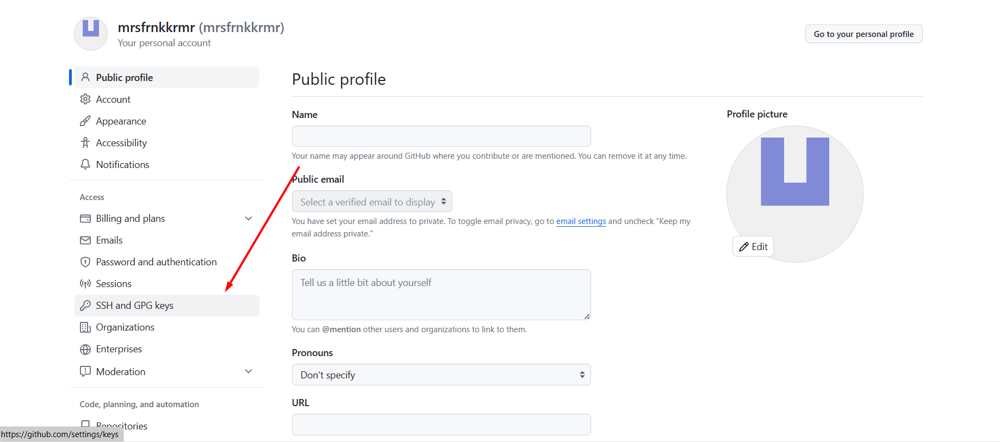 mrsfrnkkrmr (mrsfrnkkrmr)
Your personal account
Go to your personal profile
Public profile
Account
Appearance
Accessibility
Notifications
Access
Billing and plans
Emails
Password and authentication
Sessions
SSH and GPG keys
Organizations
Enterprises
Moderation
Code, planning, and automation
Repositories
https://github.com/settings/keys
Public profile
Name
Your name may appear around GitHub where you contribute or are mentioned. You can remove it at any time.
Public email
Select a verified email to display
You have set your email address to private. To toggle email privacy, go to email settings and uncheck "Keep my
email address private."
Bio
Tell us a little bit about yourself
You can @mention other users and organizations to link to them.
Pronouns
Don't specify
URL
Profile picture
Edit